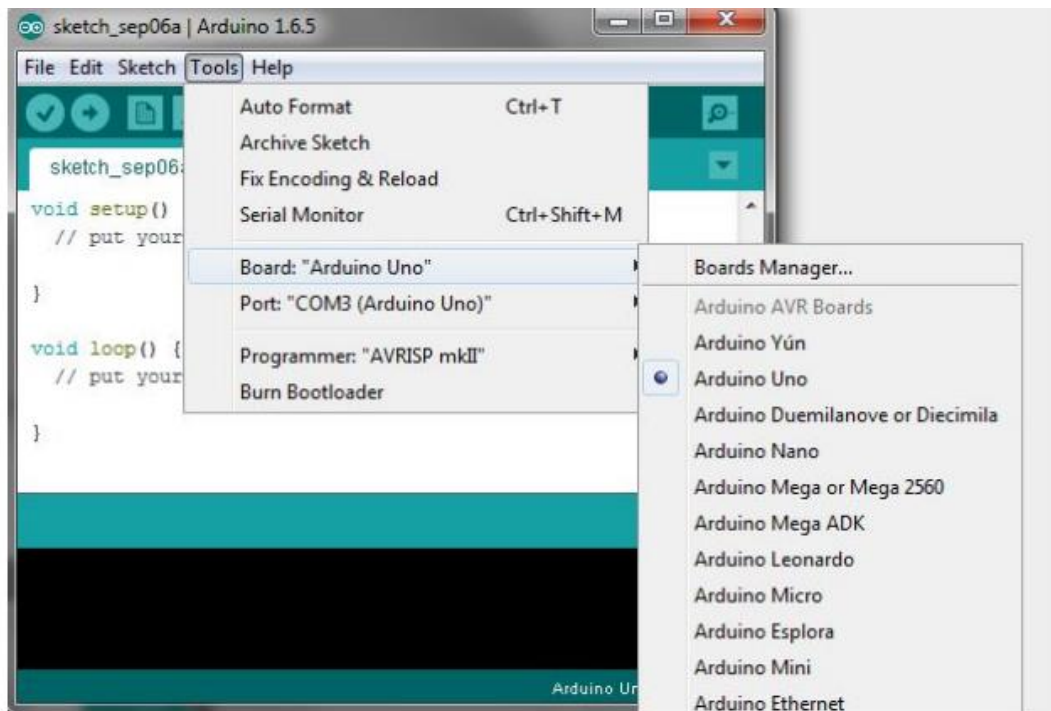 sketch_sep06a | Arduino 1.6.5
File Edit Sketch Tools Help
Auto Format Ctrl+T
Archive Sketch
Fix Encoding & Reload
Serial Monitor Ctrl+Shift+M
Board: "Arduino Uno"
Port: "COM3 (Arduino Uno)"
Programmer: "AVRISP mkII"
Burn Bootloader
sketch_sep06a
void setup()
// put your
}
void loop() {
// put your
}
Boards Manager...
Arduino AVR Boards
Arduino Yún
Arduino Uno
Arduino Duemilanove or Diecimila
Arduino Nano
Arduino Mega or Mega 2560
Arduino Mega ADK
Arduino Leonardo
Arduino Micro
Arduino Esplora
Arduino Mini
Arduino Ethernet
Arduino Un